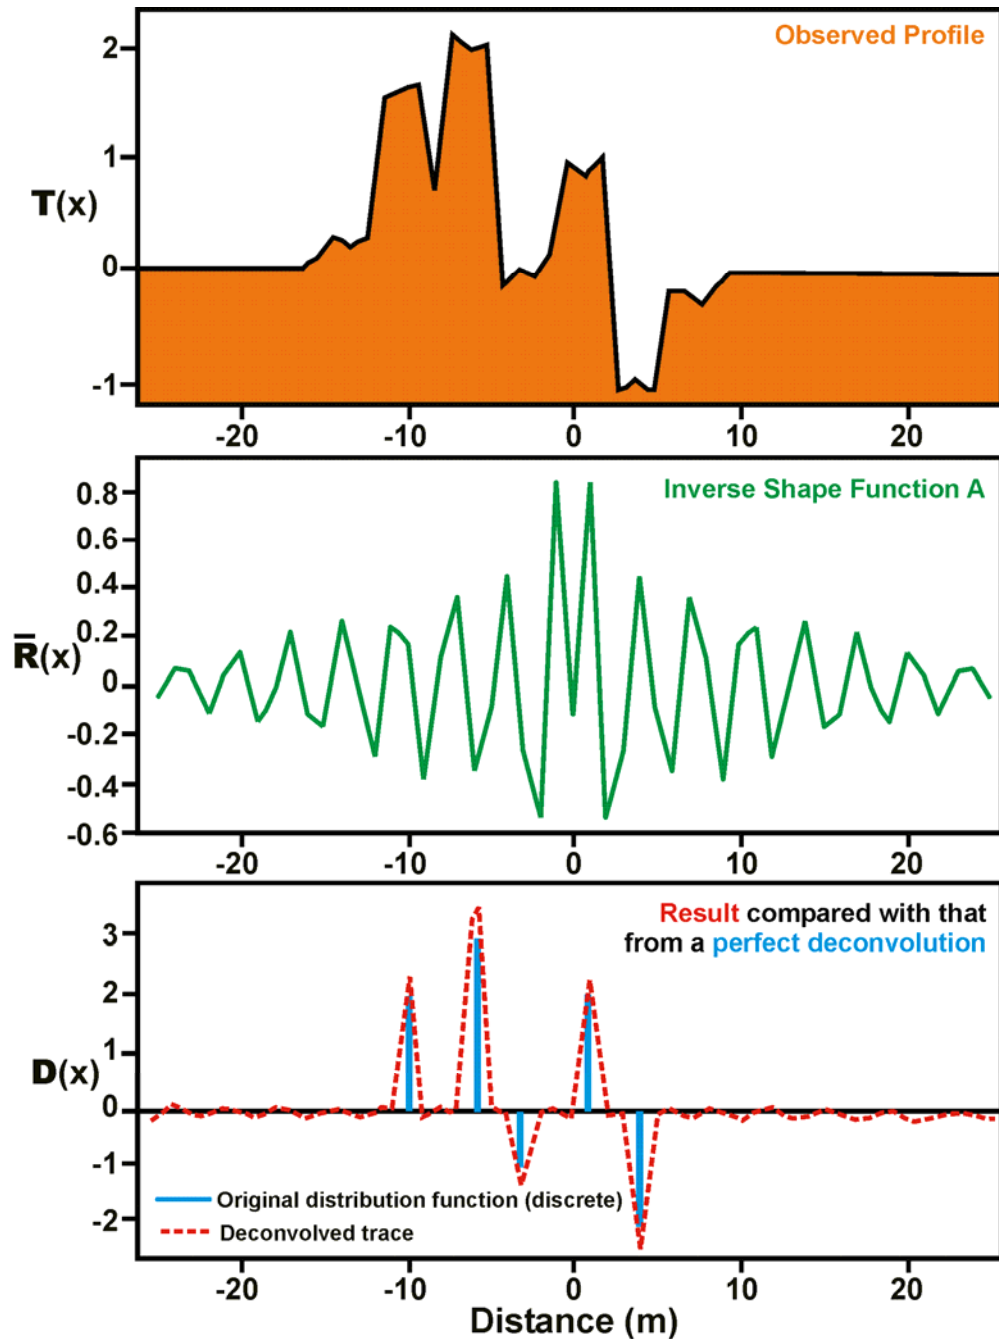 Observed Profile
2
1
0
-1
T(x)
-20 -10 0 10 20
Inverse Shape Function A
0.8
0.6
0.4
0.2
0
-0.2
-0.4
-0.6
R̄(x)
-20 -10 0 10 20
Result compared with that
from a perfect deconvolution
3
2
1
0
-1
-2
D(x)
Original distribution function (discrete)
Deconvolved trace
-20 -10 0 10 20
Distance (m)